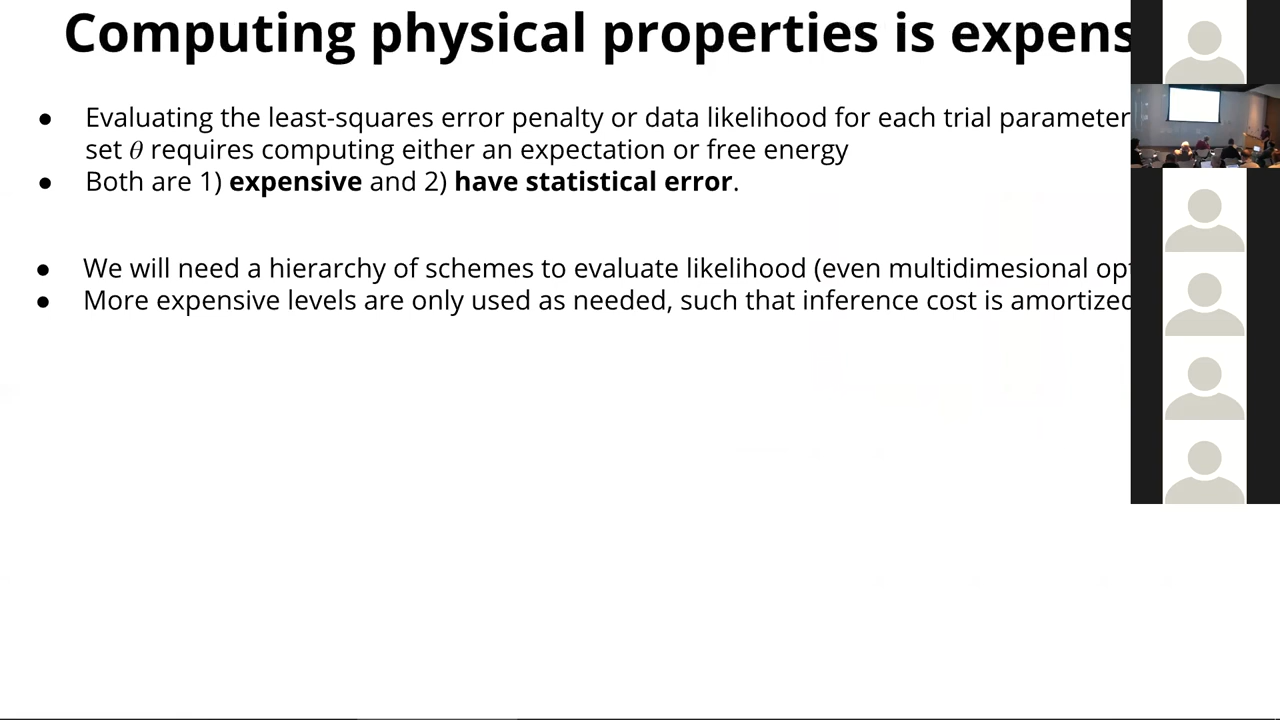 Computing physical properties is expens
● Evaluating the least-squares error penalty or data likelihood for each trial parameter
set θ requires computing either an expectation or free energy
● Both are 1) expensive and 2) have statistical error.
● We will need a hierarchy of schemes to evaluate likelihood (even multidimesional opt
● More expensive levels are only used as needed, such that inference cost is amortized